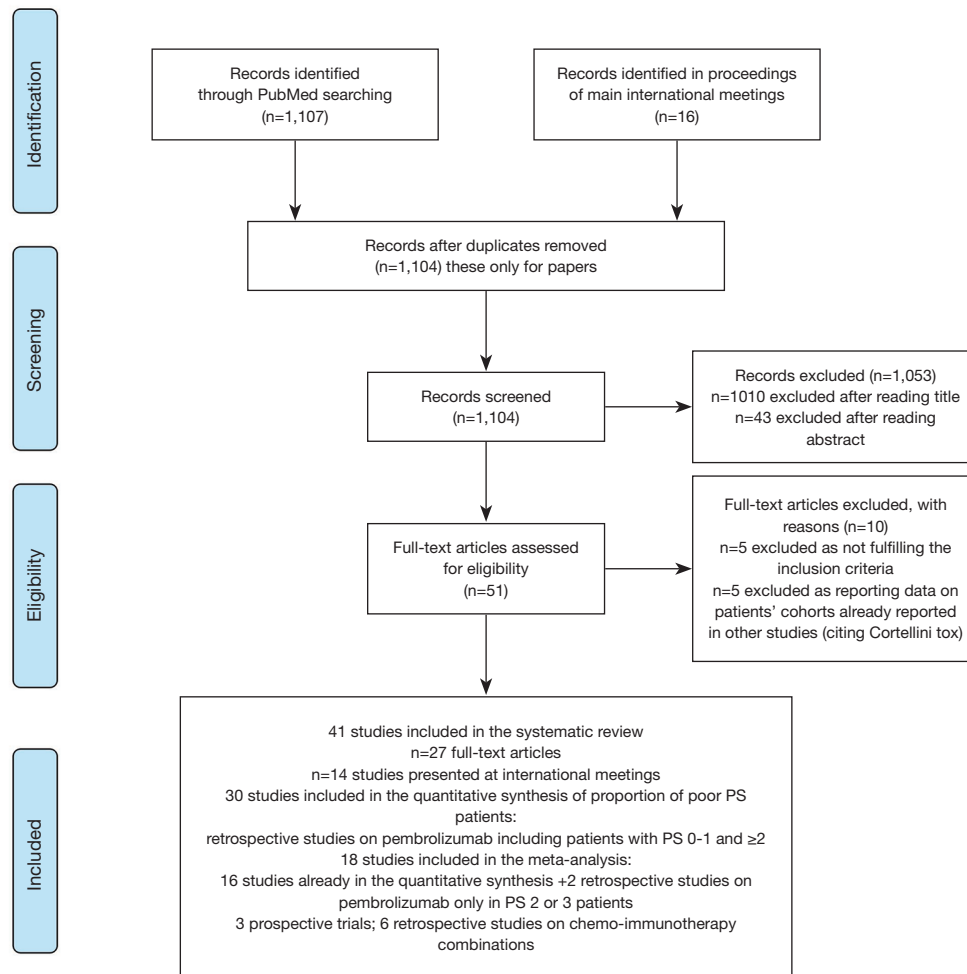 Identification
Records identified
through PubMed searching
(n=1,107)
Records identified in proceedings
of main international meetings
(n=16)
Records after duplicates removed
(n=1,104) these only for papers
Screening
Records screened
(n=1,104)
Records excluded (n=1,053)
n=1010 excluded after reading title
n=43 excluded after reading
abstract
Eligibility
Full-text articles assessed
for eligibility
(n=51)
Full-text articles excluded, with
reasons (n=10)
n=5 excluded as not fulfilling the
inclusion criteria
n=5 excluded as reporting data on
patients’ cohorts already reported
in other studies (citing Cortellini tox)
Included
41 studies included in the systematic review
n=27 full-text articles
n=14 studies presented at international meetings
30 studies included in the quantitative synthesis of proportion of poor PS
patients:
retrospective studies on pembrolizumab including patients with PS 0-1 and ≥2
18 studies included in the meta-analysis:
16 studies already in the quantitative synthesis +2 retrospective studies on
pembrolizumab only in PS 2 or 3 patients
3 prospective trials; 6 retrospective studies on chemo-immunotherapy
combinations